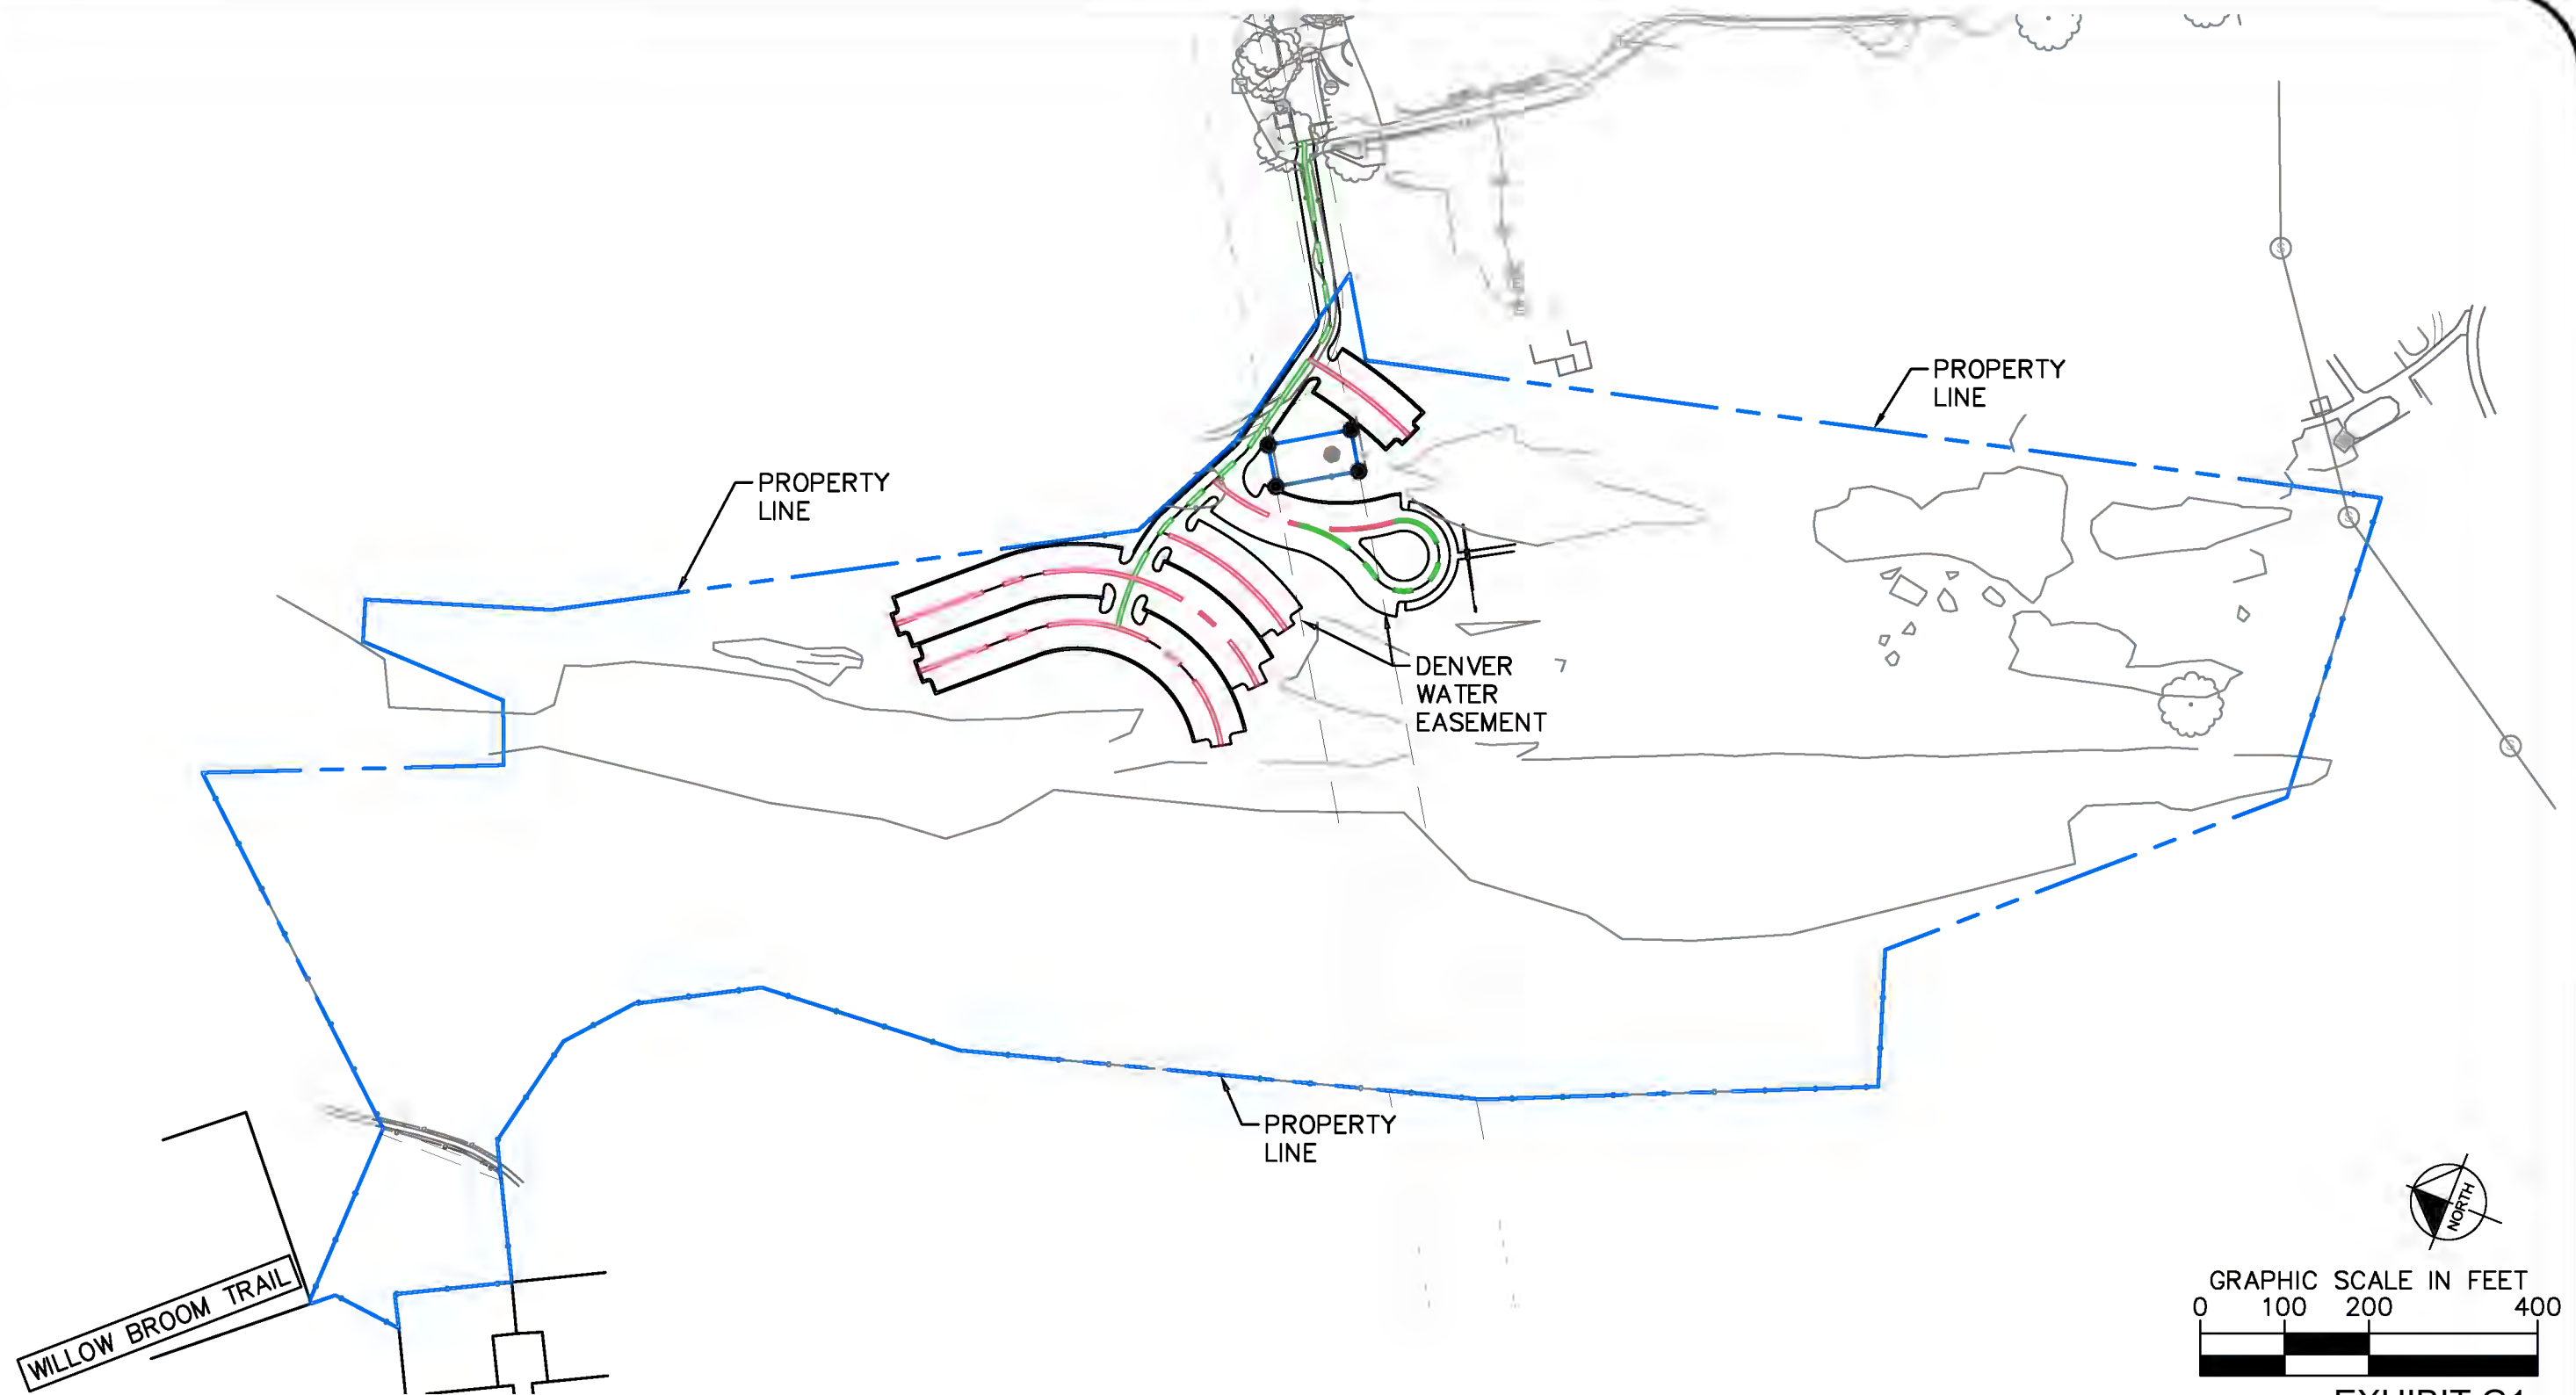 PROPERTY
LINE
PROPERTY
LINE
DENVER
WATER
EASEMENT
PROPERTY
LINE
WILLOW BROOM TRAIL
NORTH
GRAPHIC SCALE IN FEET
0 100 200 400
S
S
S